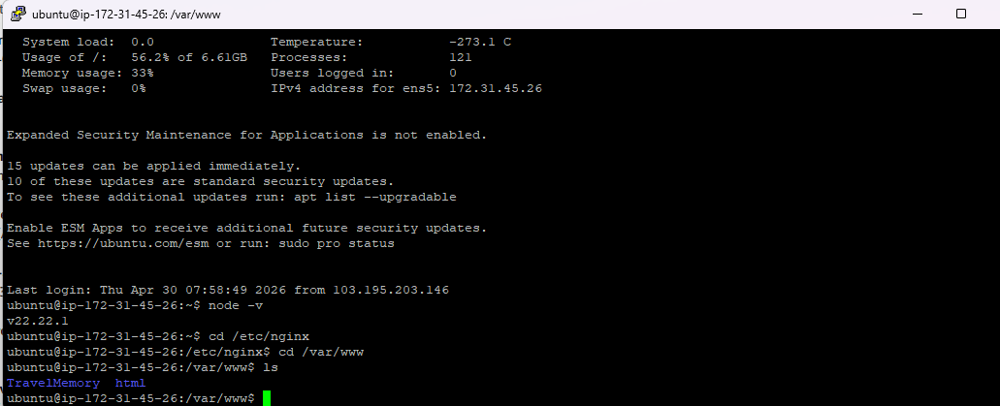 ubuntu@ip-172-31-45-26: /var/www
System load: 0.0 Temperature: -273.1 C
Usage of /: 56.2% of 6.61GB Processes: 121
Memory usage: 33% Users logged in: 0
Swap usage: 0% IPv4 address for ens5: 172.31.45.26
Expanded Security Maintenance for Applications is not enabled.
15 updates can be applied immediately.
10 of these updates are standard security updates.
To see these additional updates run: apt list --upgradable
Enable ESM Apps to receive additional future security updates.
See https://ubuntu.com/esm or run: sudo pro status
Last login: Thu Apr 30 07:58:49 2026 from 103.195.203.146
ubuntu@ip-172-31-45-26:~$ node -v
v22.22.1
ubuntu@ip-172-31-45-26:~$ cd /etc/nginx
ubuntu@ip-172-31-45-26:/etc/nginx$ cd /var/www
ubuntu@ip-172-31-45-26:/var/www$ ls
TravelMemory html
ubuntu@ip-172-31-45-26:/var/www$